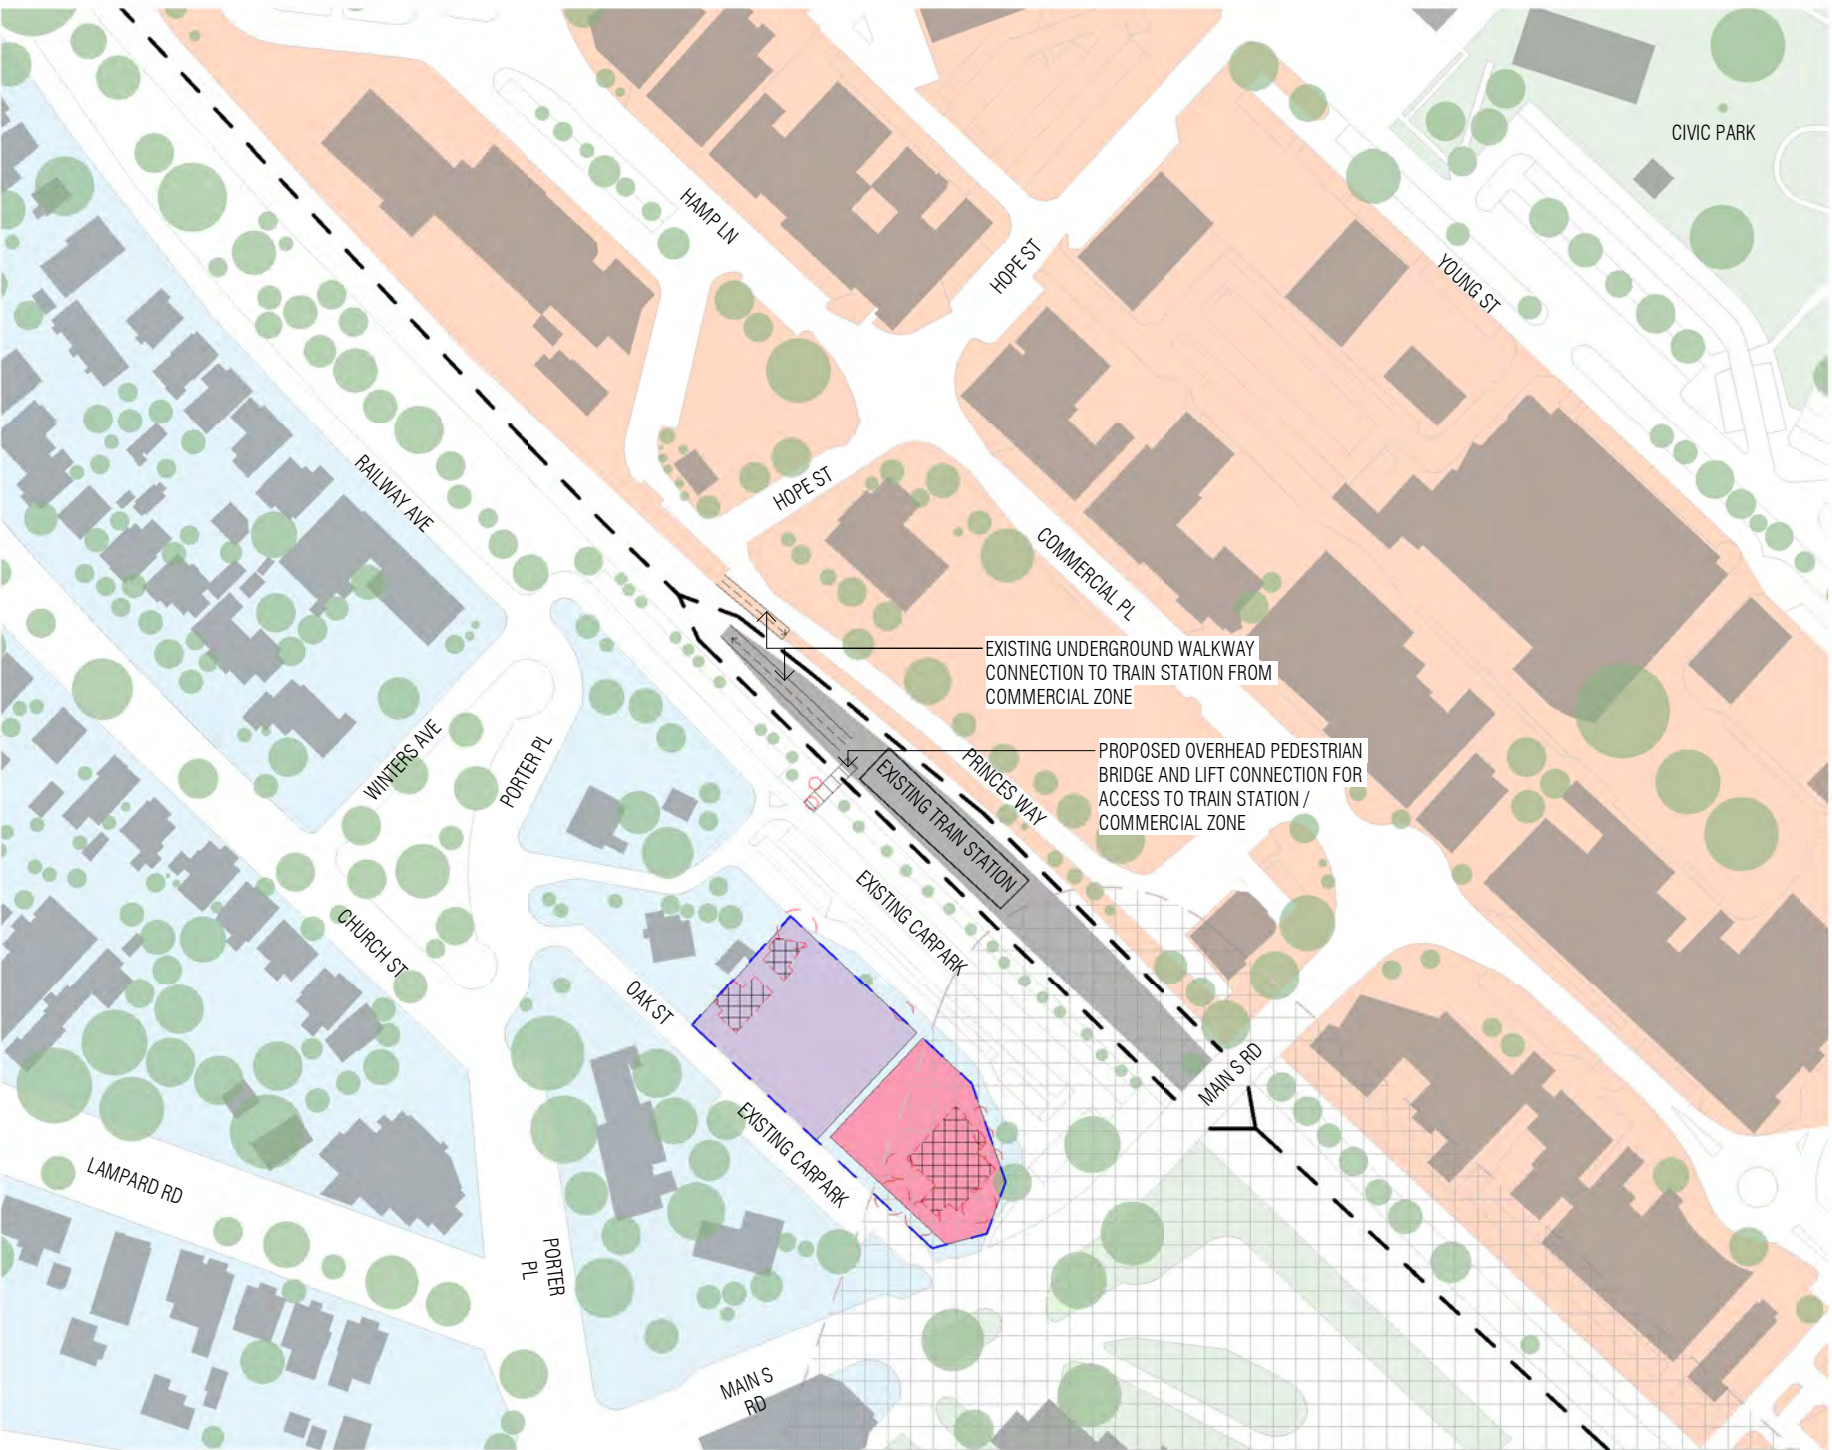 CIVIC PARK
HAMP LN
HOPE ST
YOUNG ST
RAILWAY AVE
HOPE ST
COMMERCIAL PL
EXISTING UNDERGROUND WALKWAY
CONNECTION TO TRAIN STATION FROM
COMMERCIAL ZONE
WINTERS AVE
PORTER PL
PRINCES WAY
PROPOSED OVERHEAD PEDESTRIAN
BRIDGE AND LIFT CONNECTION FOR
ACCESS TO TRAIN STATION /
COMMERCIAL ZONE
EXISTING TRAIN STATION
EXISTING CARPARK
CHURCH ST
OAK ST
MAIN S RD
EXISTING CARPARK
LAMPARD RD
PORTER
PL
MAIN S
RD